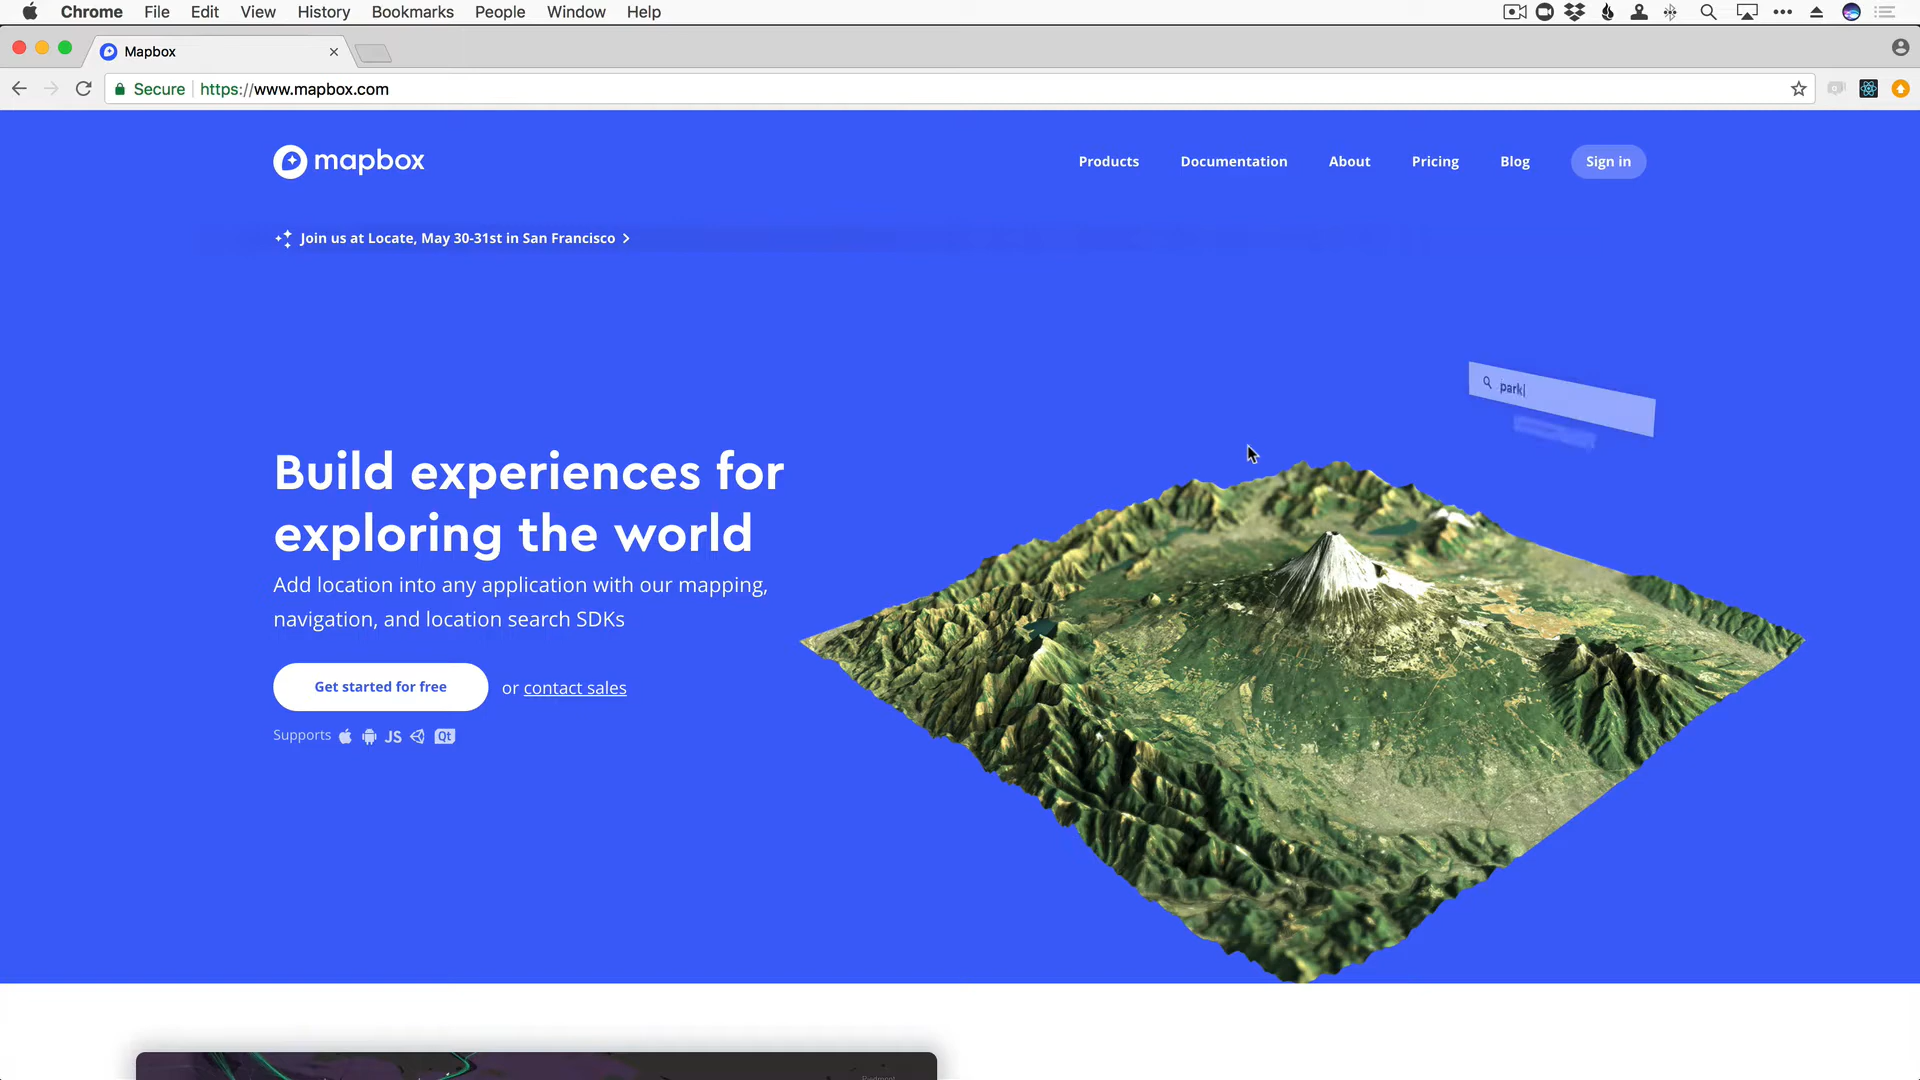 Chrome File Edit View History Bookmarks People Window Help
Mapbox
Secure https://www.mapbox.com
mapbox
Products Documentation About Pricing Blog Sign in
Join us at Locate, May 30-31st in San Francisco
park
Build experiences for
exploring the world
Add location into any application with our mapping,
navigation, and location search SDKs
Get started for free or contact sales
Supports JS Qt